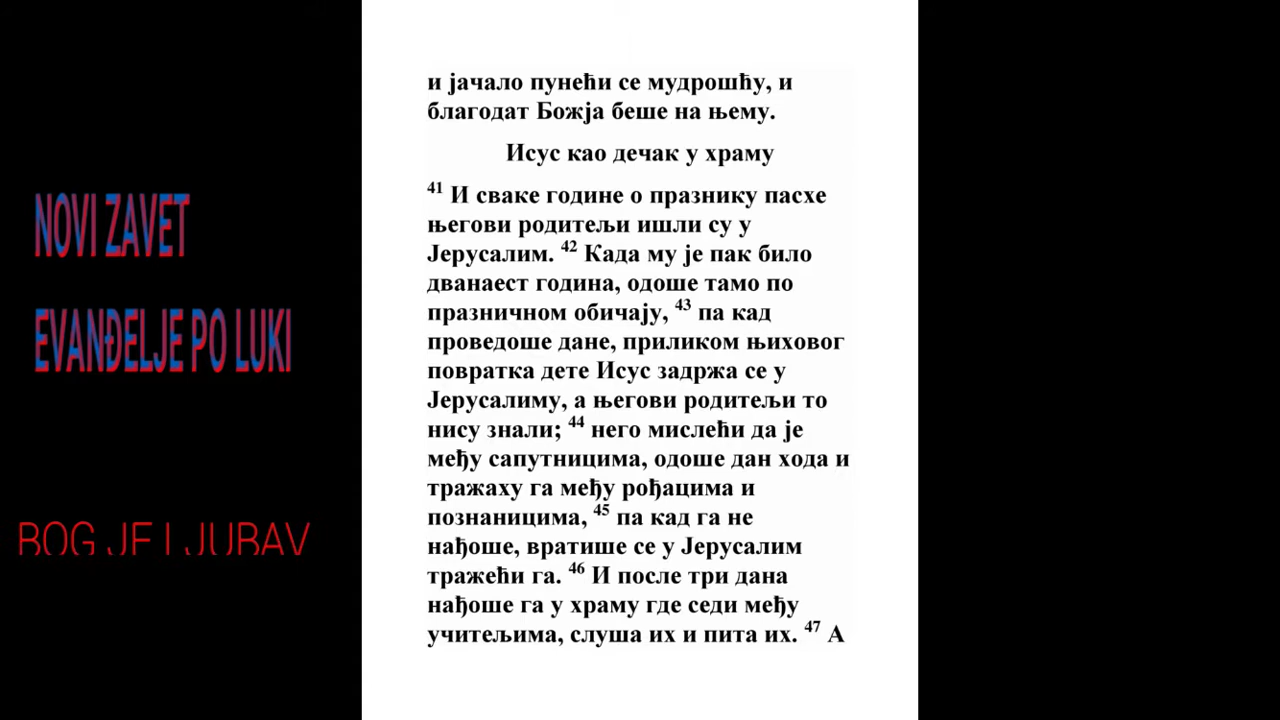 NOVI ZAVET
EVANĐELJE PO LUKI
BOG JE LJUBAV
и јачало пунећи се мудрошћу, и
благодат Божја беше на њему.
Исус као дечак у храму
41 И сваке године о празнику пасхе
његови родитељи ишли су у
Јерусалим. 42 Када му је пак било
дванаест година, одоше тамо по
празничном обичају, 43 па кад
проведоше дане, приликом њиховог
повратка дете Исус задржа се у
Јерусалиму, а његови родитељи то
нису знали; 44 него мислећи да је
међу сапутницима, одоше дан хода и
тражаху га међу рођацима и
познаницима, 45 па кад га не
нађоше, вратише се у Јерусалим
тражећи га. 46 И после три дана
нађоше га у храму где седи међу
учитељима, слуша их и пита их. 47 А